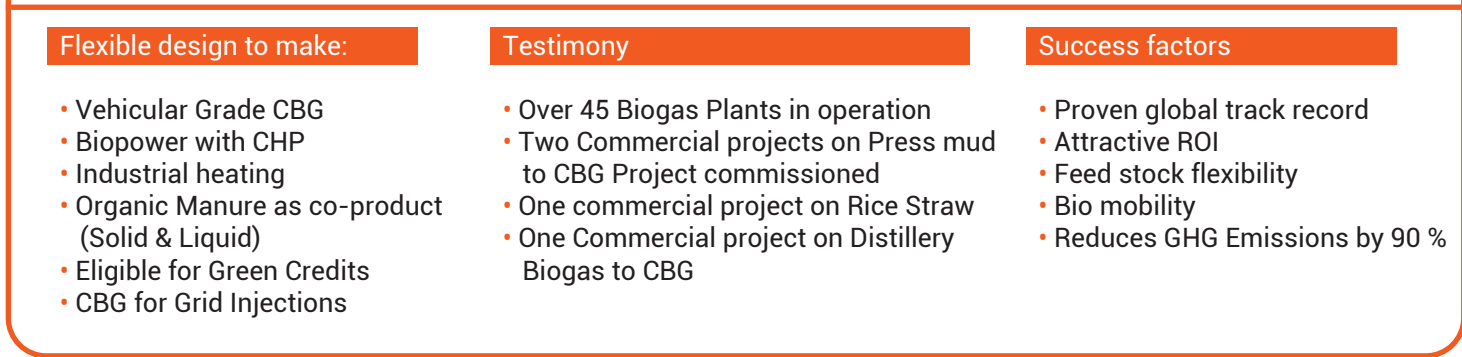 Flexible design to make:
• Vehicular Grade CBG
• Biopower with CHP
• Industrial heating
• Organic Manure as co-product
(Solid & Liquid)
• Eligible for Green Credits
• CBG for Grid Injections
Testimony
• Over 45 Biogas Plants in operation
• Two Commercial projects on Press mud
to CBG Project commissioned
• One commercial project on Rice Straw
• One Commercial project on Distillery
Biogas to CBG
Success factors
• Proven global track record
• Attractive ROI
• Feed stock flexibility
• Bio mobility
• Reduces GHG Emissions by 90 %